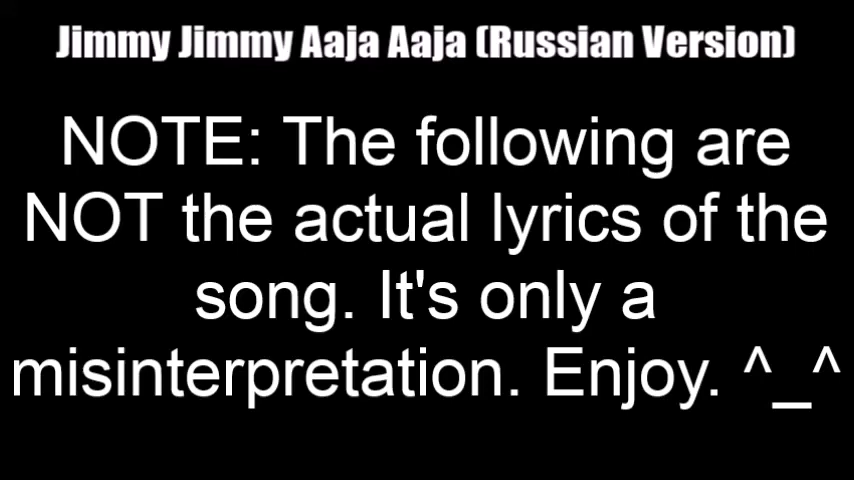 Jimmy Jimmy Aaja Aaja (Russian Version)
NOTE: The following are
NOT the actual lyrics of the
song. It's only a
misinterpretation. Enjoy. ^_^